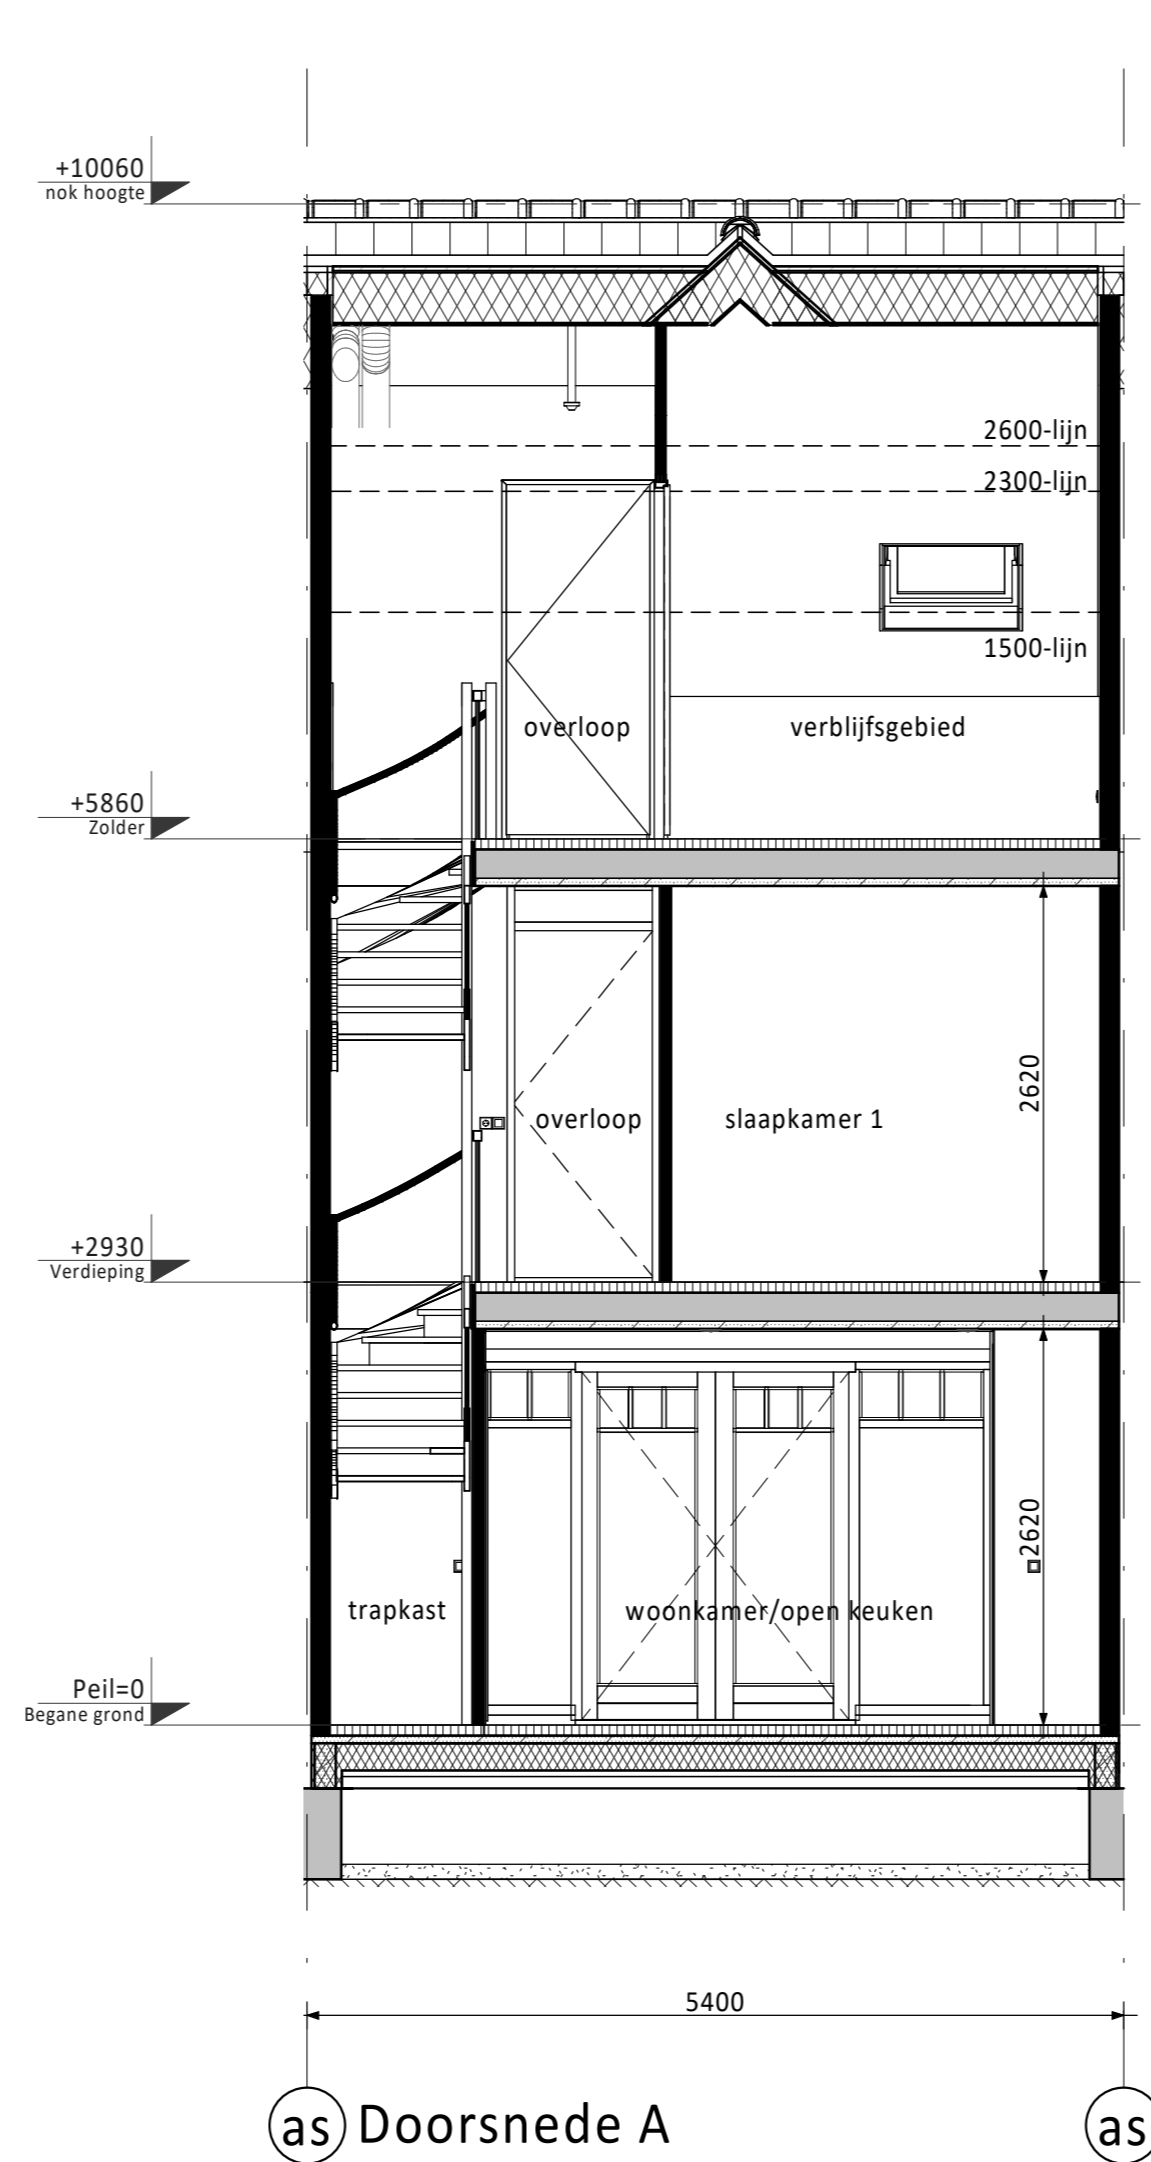 +10060
nok hoogte
2600-lijn
2300-lijn
1500-lijn
overloop
verblijfsgebied
+5860
Zolder
2620
overloop
slaapkamer 1
+2930
Verdieping
2620
trapkast
woonkamer/open keuken
Peil=0
Begane grond
5400
as
Doorsnede A
as